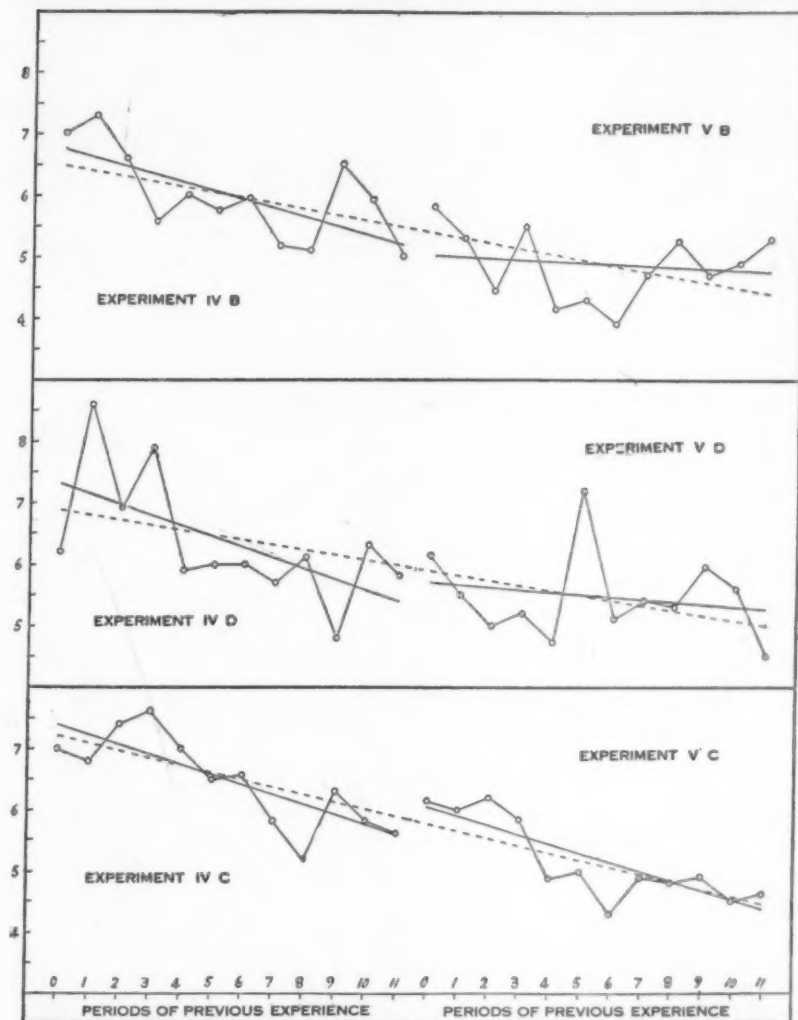 8
7
6
5
4
EXPERIMENT V B
EXPERIMENT IV B
8
7
6
5
EXPERIMENT V D
EXPERIMENT IV D
7
6
5
4
EXPERIMENT V C
EXPERIMENT IV C
0 1 2 3 4 5 6 7 8 9 10 11 0 1 2 3 4 5 6 7 8 9 10 11
PERIODS OF PREVIOUS EXPERIENCE PERIODS OF PREVIOUS EXPERIENCE